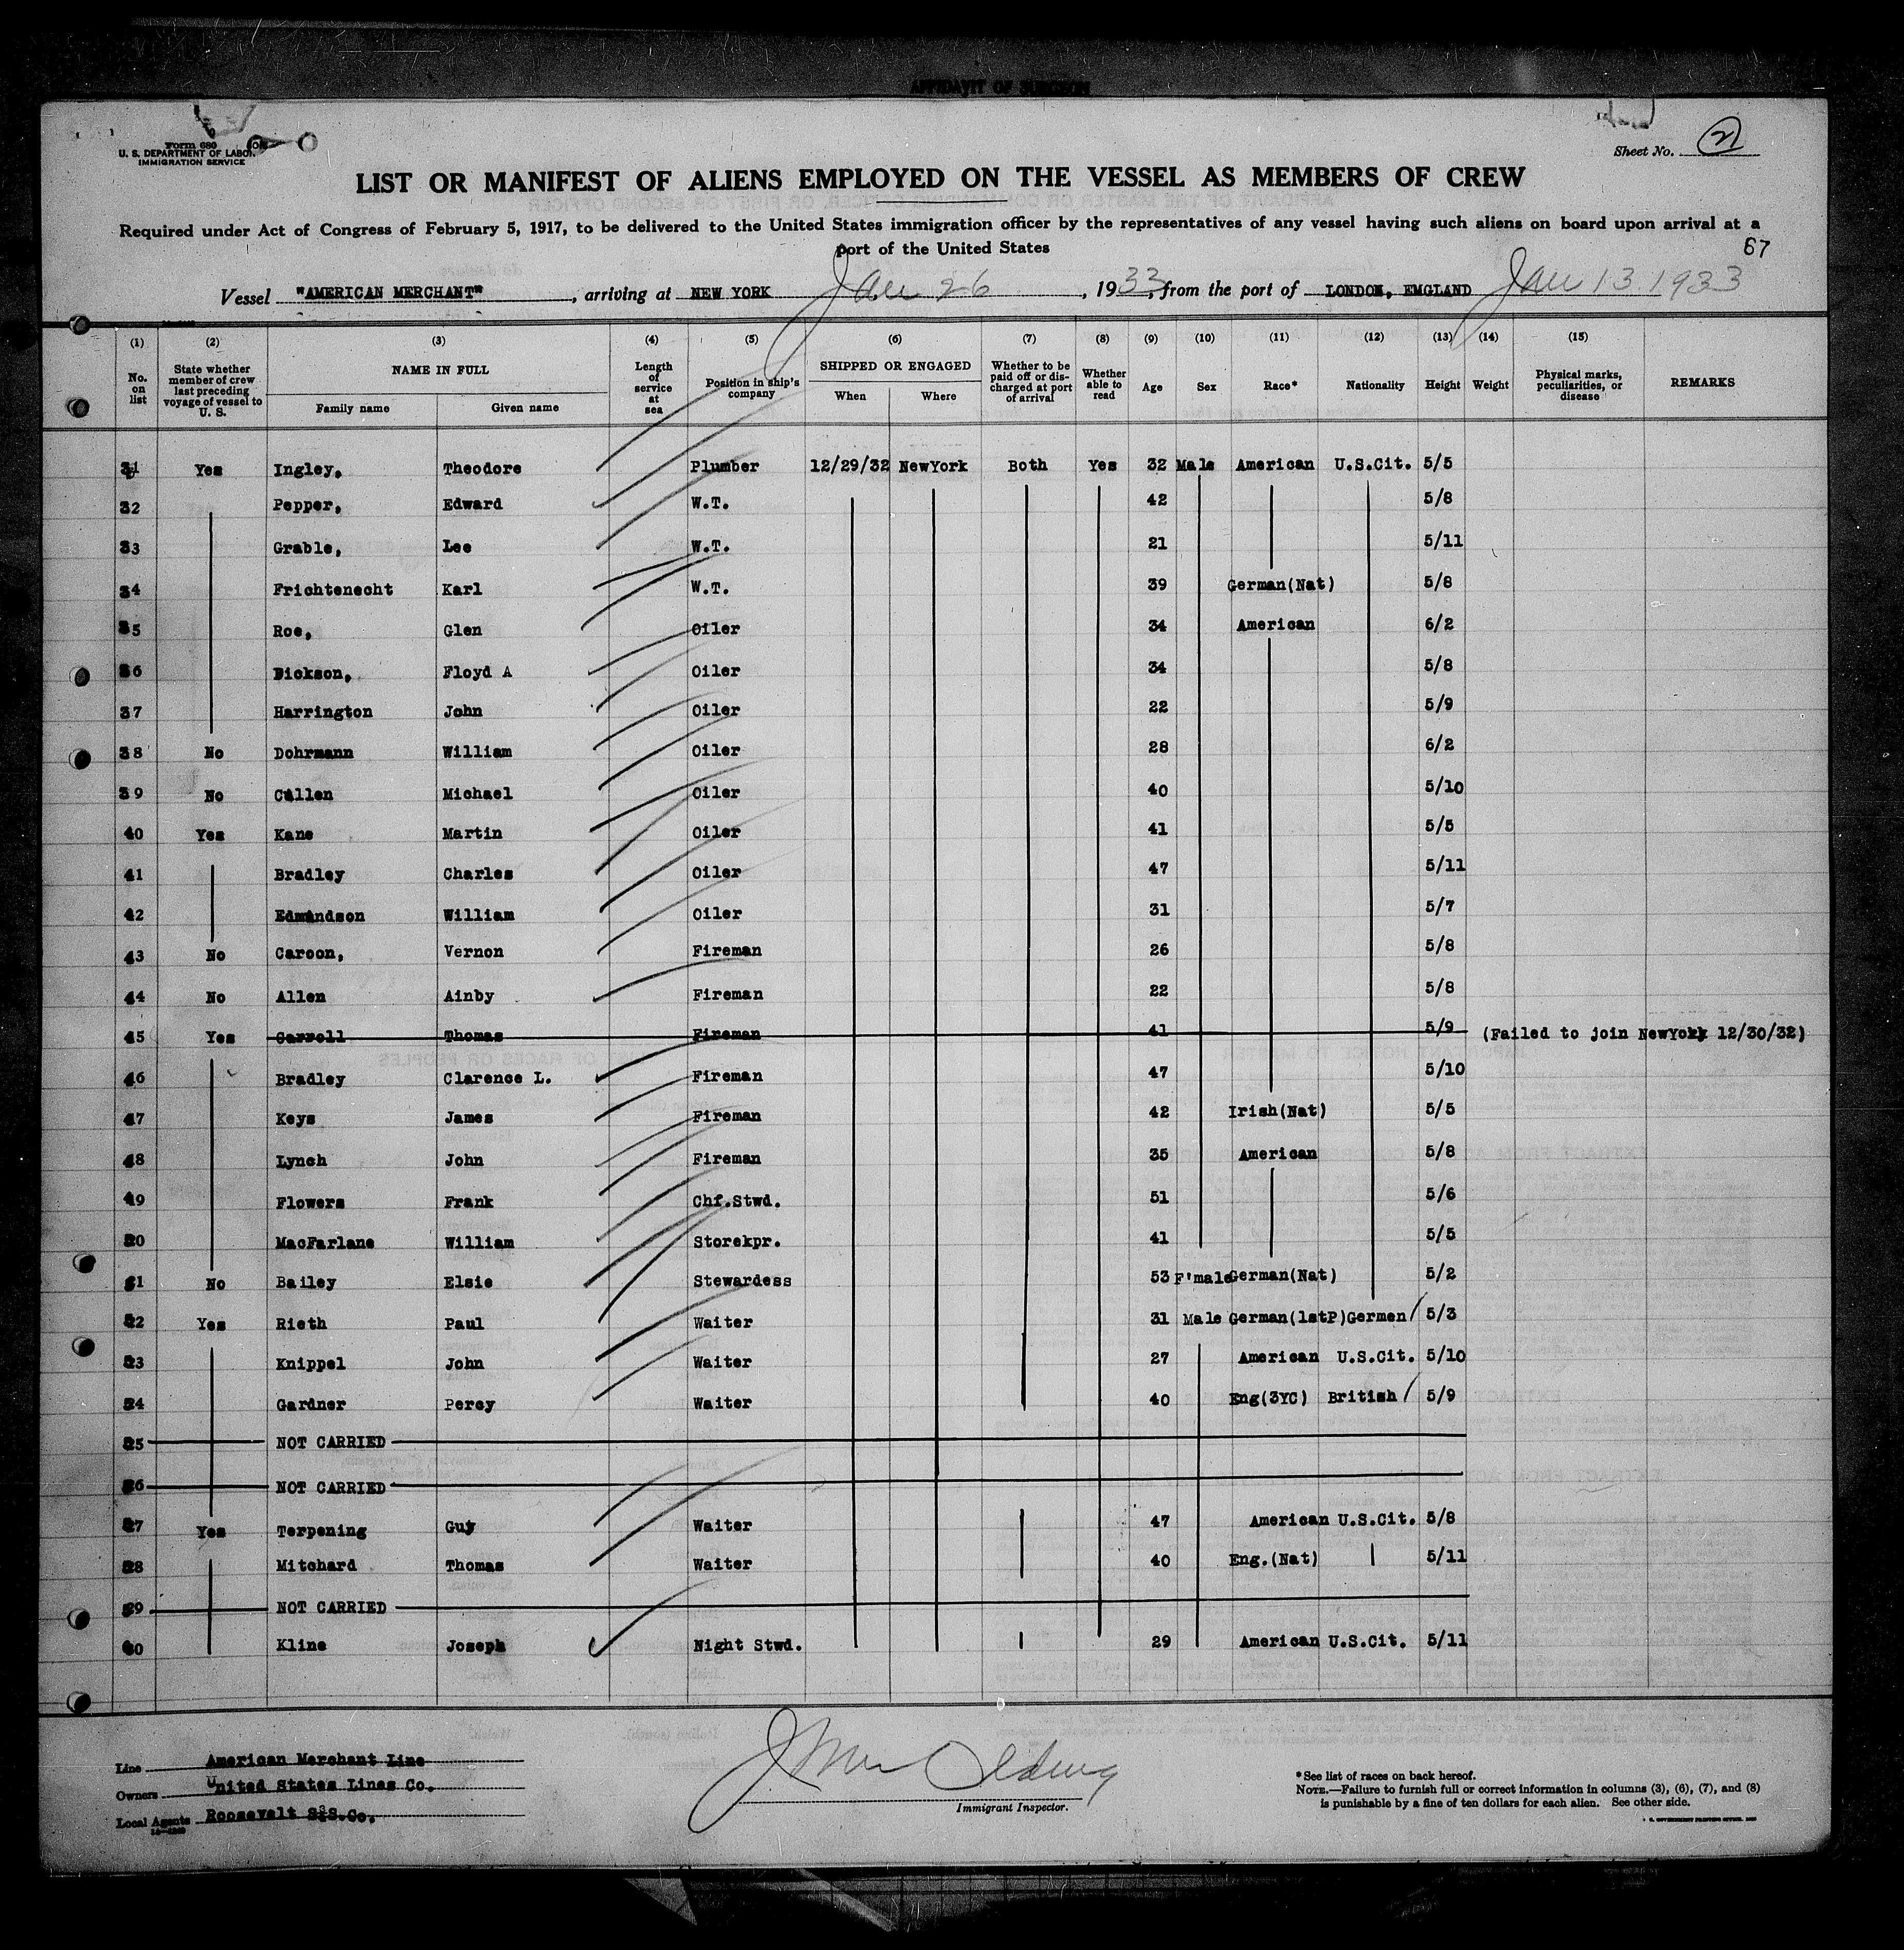 AFFIDAVIT OF SURGEON
Form 680
U. S. DEPARTMENT OF LABOR
IMMIGRATION SERVICE
Sheet No. 2
LIST OR MANIFEST OF ALIENS EMPLOYED ON THE VESSEL AS MEMBERS OF CREW
Required under Act of Congress of February 5, 1917, to be delivered to the United States immigration officer by the representatives of any vessel having such aliens on board upon arrival at a
port of the United States
67
Vessel "AMERICAN MERCHANT", arriving at NEW YORK Jan 26, 1933, from the port of LONDON, EMGLAND Jan 13 1933
(1) (2) (3) (4) (5) (6) (7) (8) (9) (10) (11) (12) (13) (14) (15)
No. on list State whether member of crew last preceding voyage of vessel to U. S. NAME IN FULL Family name Given name Length of service at sea Position in ship's company SHIPPED OR ENGAGED When Where Whether to be paid off or discharged at port of arrival Whether able to read Age Sex Race* Nationality Height Weight Physical marks, peculiarities, or disease REMARKS
31 Yes Ingley, Theodore Plumber 12/29/32 NewYork Both Yes 32 Male American U.S.Cit. 5/5
32 Pepper, Edward W.T. 42 5/8
33 Grable, Lee W.T. 21 5/11
34 Frichtenecht Karl W.T. 39 German(Nat) 5/8
35 Roe, Glen Oiler 34 American 6/2
36 Dickson, Floyd A Oiler 34 5/8
37 Harrington John Oiler 22 5/9
38 No Dohrmann William Oiler 28 6/2
39 No Cullen Michael Oiler 40 5/10
40 Yes Kane Martin Oiler 41 5/5
41 Bradley Charles Oiler 47 5/11
42 Edmundson William Oiler 31 5/7
43 No Caroon, Vernon Fireman 26 5/8
44 No Allen Ainby Fireman 22 5/8
45 Yes Carroll Thomas Fireman 41 5/9 (Failed to join NewYork 12/30/32)
46 Bradley Clarence L. Fireman 47 5/10
47 Keys James Fireman 42 Irish(Nat) 5/5
48 Lynch John Fireman 35 American 5/8
49 Flowers Frank Chf.Stwd. 51 5/6
50 MacFarlane William Storekpr. 41 5/5
51 No Bailey Elsie Stewardess 53 F'male German(Nat) 5/2
52 Yes Rieth Paul Waiter 31 Male German(1stP) Germen 5/3
53 Knippel John Waiter 27 American U.S.Cit. 5/10
54 Gardner Percy Waiter 40 Eng(3YC) British 5/9
55 NOT CARRIED
56 NOT CARRIED
57 Yes Terpening Guy Waiter 47 American U.S.Cit. 5/8
58 Mitchard Thomas Waiter 40 Eng.(Nat) 5/11
59 NOT CARRIED
60 Kline Joseph Night Stwd. 29 American U.S.Cit. 5/11
Line American Merchant Line
Owners United States Lines Co.
Local Agents Roosevelt S.S.Co.
Immigrant Inspector.
*See list of races on back hereof.
NOTE.—Failure to furnish full or correct information in columns (3), (6), (7), and (8)
is punishable by a fine of ten dollars for each alien. See other side.
U. S. GOVERNMENT PRINTING OFFICE